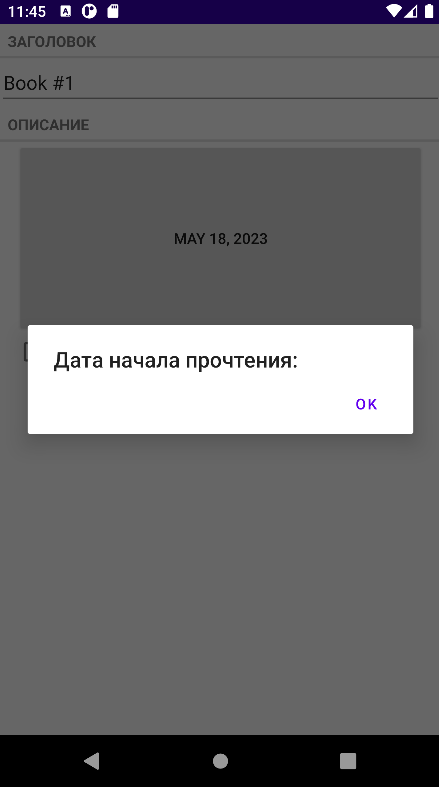 11:45
ЗАГОЛОВОК
Book #1
ОПИСАНИЕ
MAY 18, 2023
Дата начала прочтения:
OK